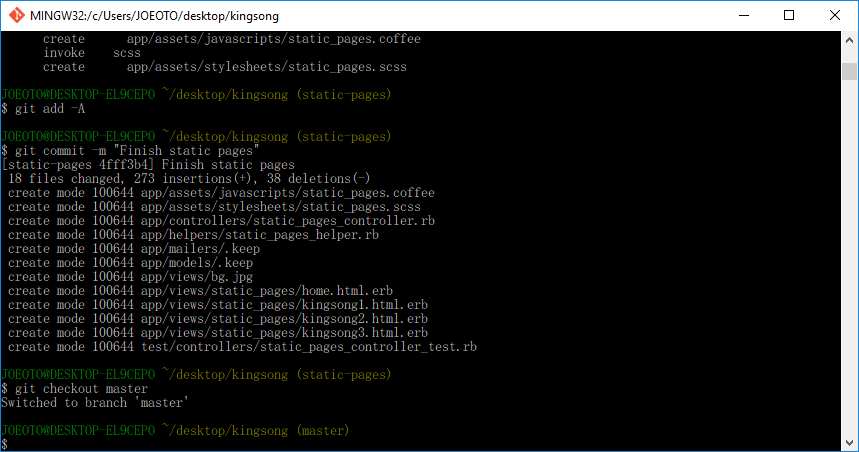 MINGW32:/c/Users/JOEOTO/desktop/kingsong
create app/assets/javascripts/static_pages.coffee
invoke scss
create app/assets/stylesheets/static_pages.scss
JOEOTO@DESKTOP-EL9CEPO ~/desktop/kingsong (static-pages)
$ git add -A
JOEOTO@DESKTOP-EL9CEPO ~/desktop/kingsong (static-pages)
$ git commit -m "Finish static pages"
[static-pages 4fff3b4] Finish static pages
18 files changed, 273 insertions(+), 38 deletions(-)
create mode 100644 app/assets/javascripts/static_pages.coffee
create mode 100644 app/assets/stylesheets/static_pages.scss
create mode 100644 app/controllers/static_pages_controller.rb
create mode 100644 app/helpers/static_pages_helper.rb
create mode 100644 app/mailers/.keep
create mode 100644 app/models/.keep
create mode 100644 app/views/bg.jpg
create mode 100644 app/views/static_pages/home.html.erb
create mode 100644 app/views/static_pages/kingsong1.html.erb
create mode 100644 app/views/static_pages/kingsong2.html.erb
create mode 100644 app/views/static_pages/kingsong3.html.erb
create mode 100644 test/controllers/static_pages_controller_test.rb
JOEOTO@DESKTOP-EL9CEPO ~/desktop/kingsong (static-pages)
$ git checkout master
Switched to branch 'master'
JOEOTO@DESKTOP-EL9CEPO ~/desktop/kingsong (master)
$